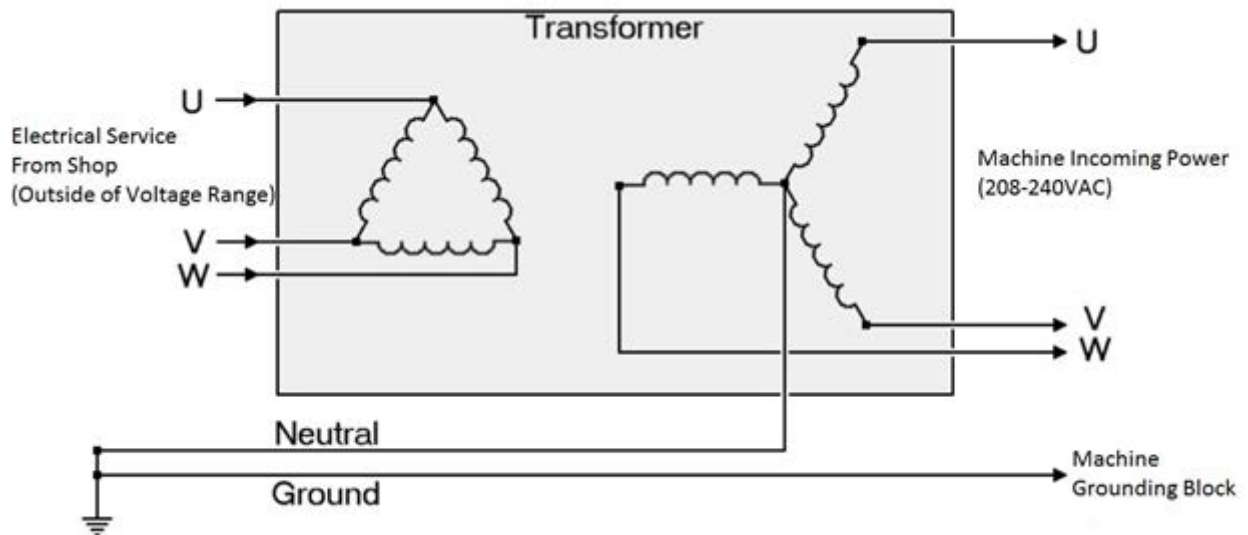 Transformer
U
Electrical Service
From Shop
(Outside of Voltage Range)
V
W
U
Machine Incoming Power
(208-240VAC)
V
W
Neutral
Ground
Machine
Grounding Block